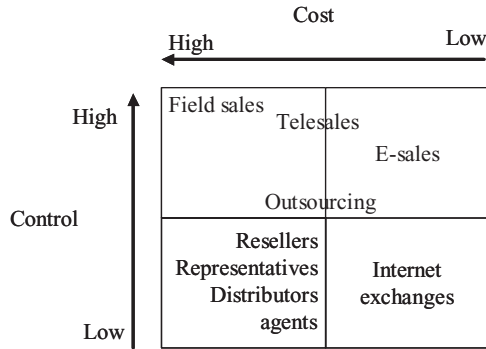 Cost
High
Low
High
Field sales
Telesales
E-sales
Control
Outsourcing
Resellers
Representatives
Distributors
agents
Internet
exchanges
Low